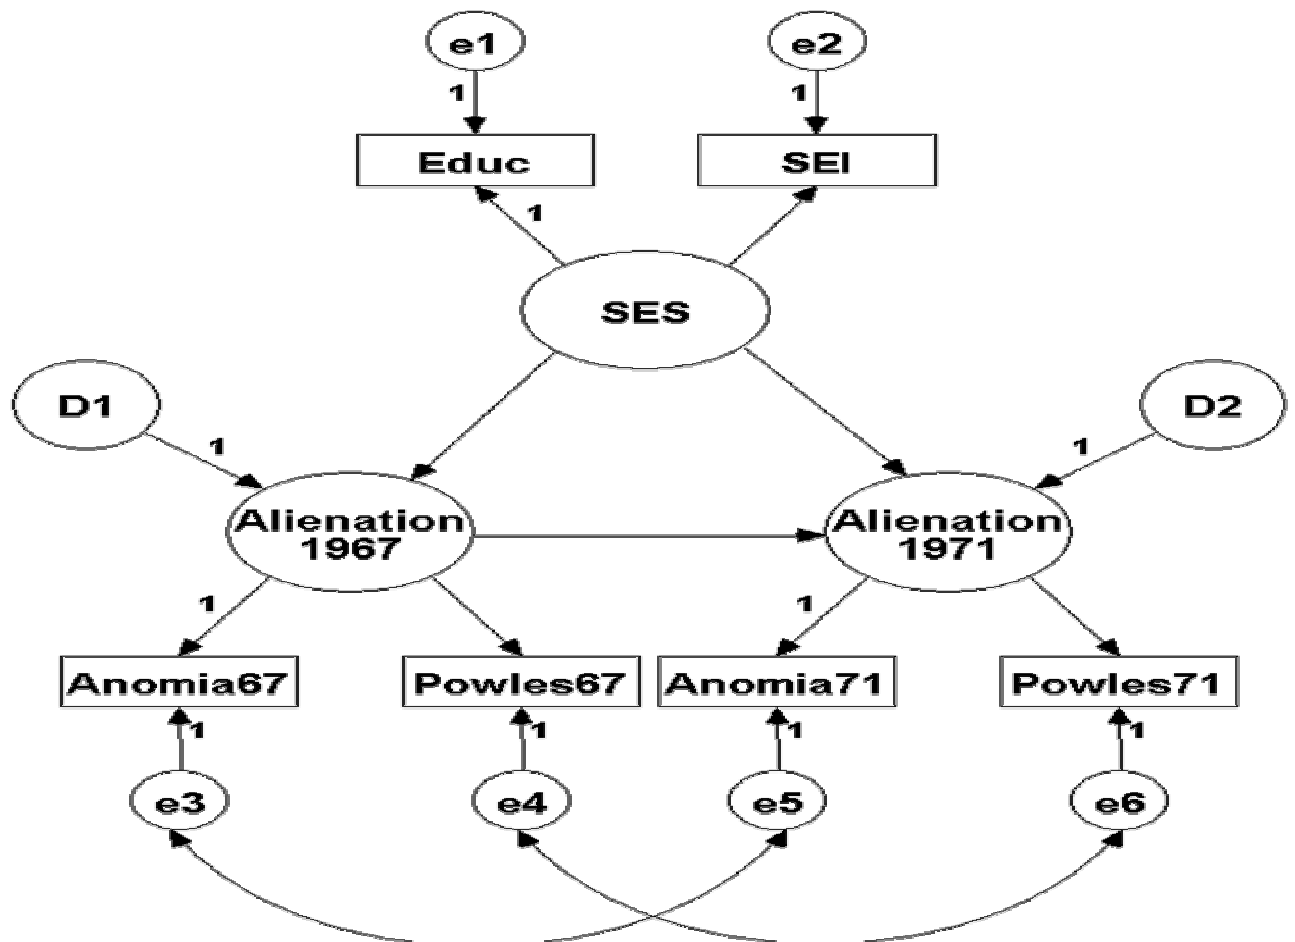 e1
e2
1
1
Educ
SEI
1
SES
D1
D2
1
1
Alienation
1967
Alienation
1971
1
1
Anomia67
Powles67
Anomia71
Powles71
1
1
1
1
e3
e4
e5
e6